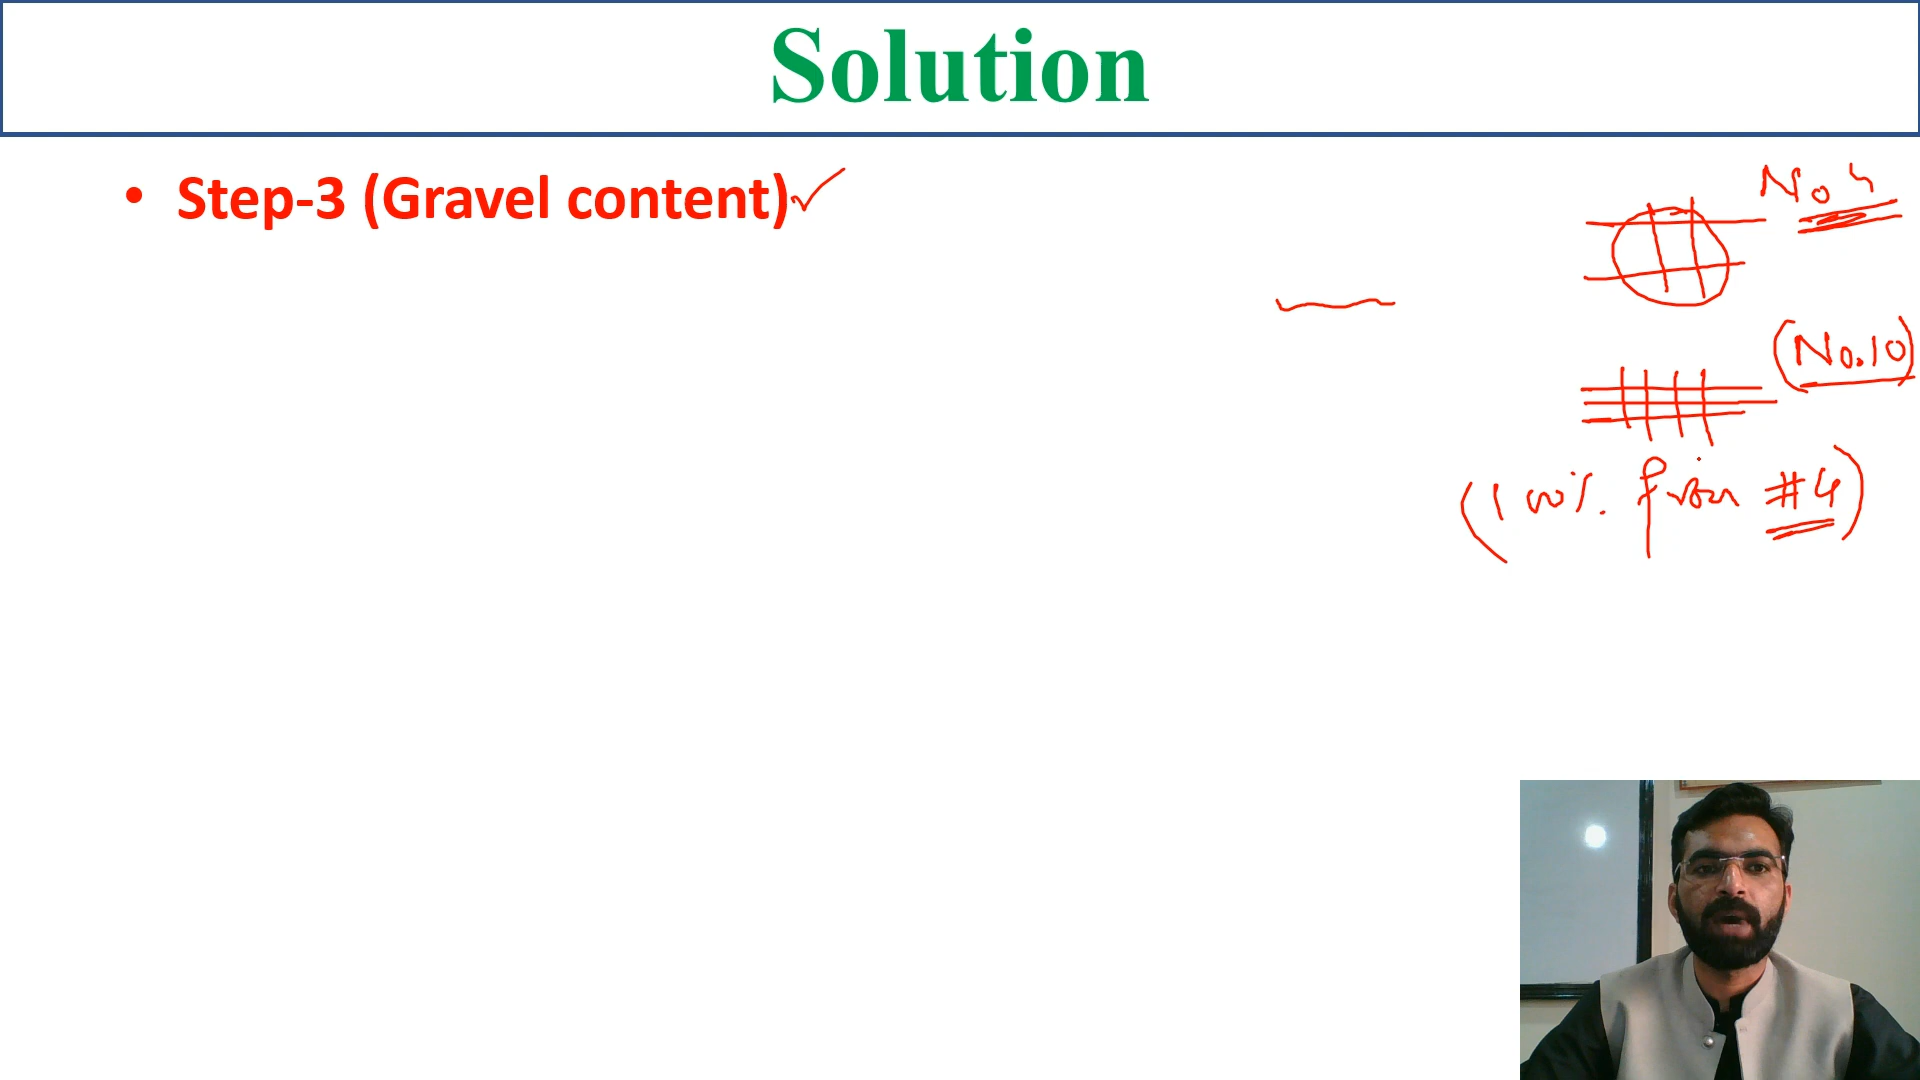 Solution
• Step-3 (Gravel content)✓
No 4
(No.10)
(100%. from #4)